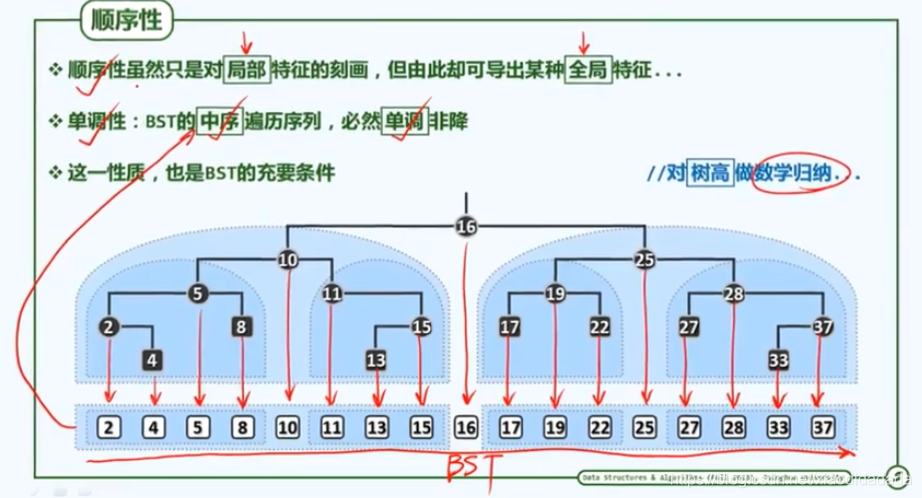 顺序性
❖ 顺序性虽然只是对局部特征的刻画，但由此却可导出某种全局特征...
❖ 单调性：BST的中序遍历序列，必然单调非降
❖ 这一性质，也是BST的充要条件
//对树高做数学归纳...
16
10 25
5 11 19 28
2 8 15 17 22 27 37
4 13 33
2 4 5 8 10 11 13 15 16 17 19 22 25 27 28 33 37
BST
Data Structures & Algorithms